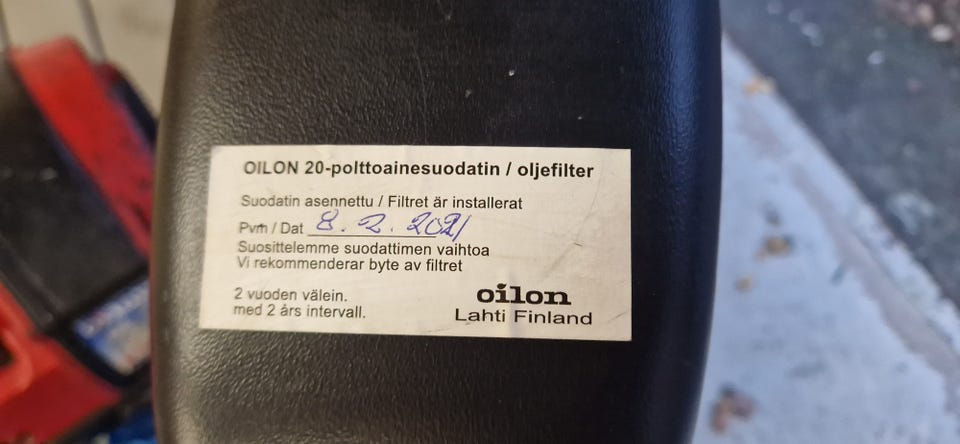 OILON 20-polttoainesuodatin / oljefilter
Suodatin asennettu / Filtret är installerat
Pvm / Dat 8.2.2021
Suosittelemme suodattimen vaihtoa
Vi rekommenderar byte av filtret
2 vuoden välein.
med 2 års intervall.
oilon
Lahti Finland